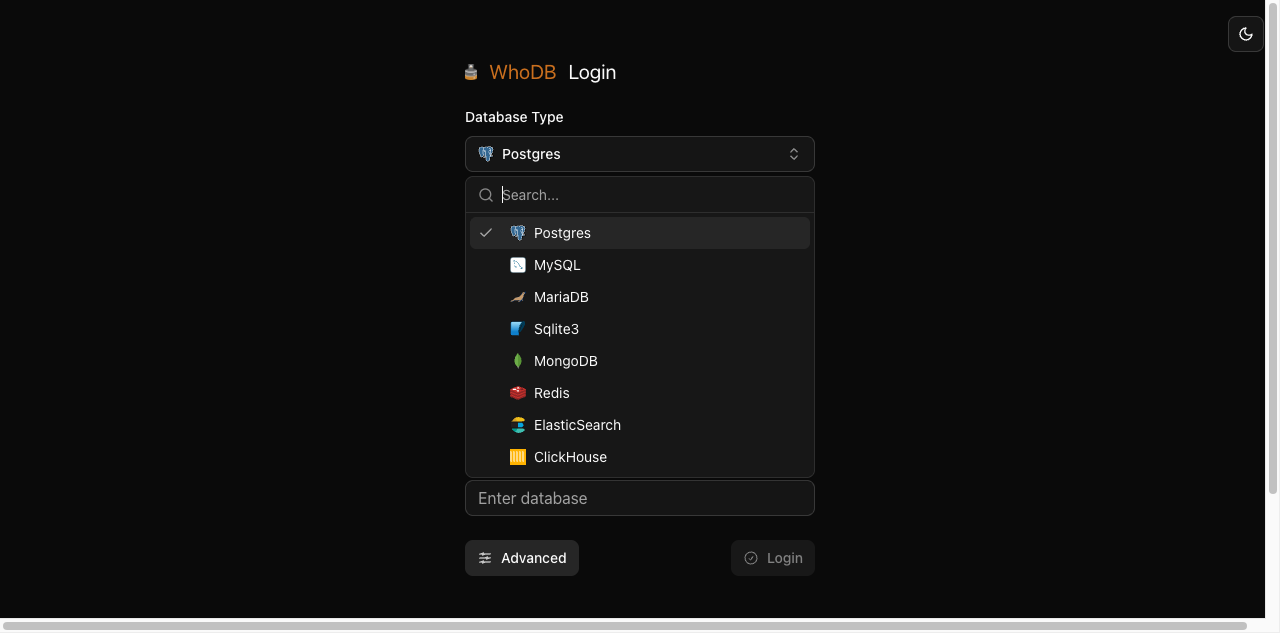 WhoDB Login
Database Type
Postgres
Search...
Postgres
MySQL
MariaDB
Sqlite3
MongoDB
Redis
ElasticSearch
ClickHouse
Enter database
Advanced
Login